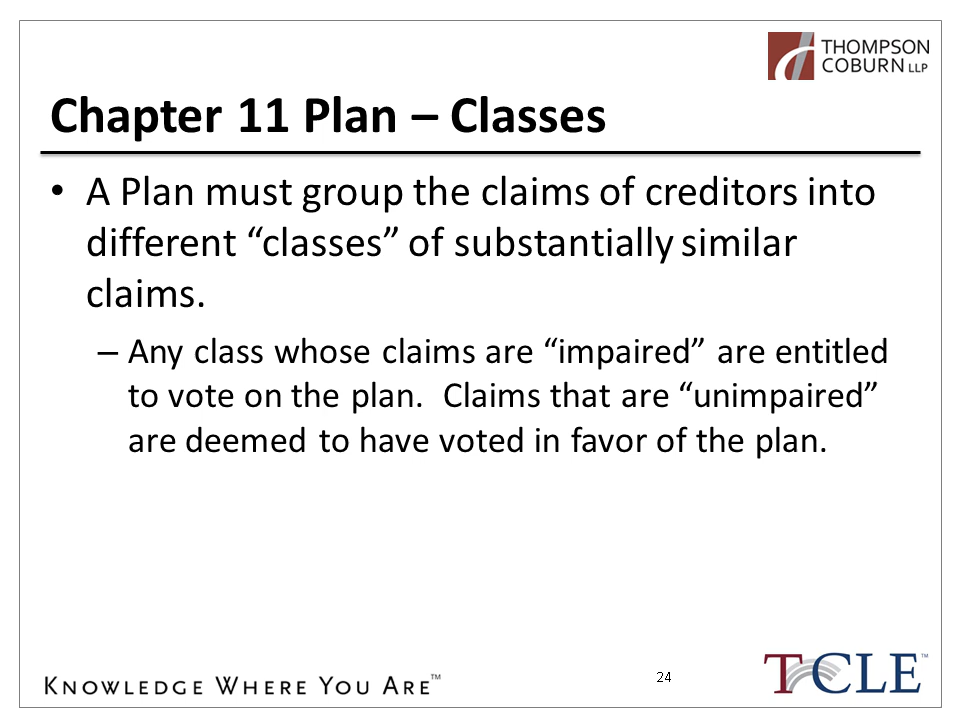 THOMPSON
COBURN LLP
Chapter 11 Plan – Classes
• A Plan must group the claims of creditors into
different “classes” of substantially similar
claims.
– Any class whose claims are “impaired” are entitled
to vote on the plan.  Claims that are “unimpaired”
are deemed to have voted in favor of the plan.
KNOWLEDGE WHERE YOU ARE™
24
TCLE™